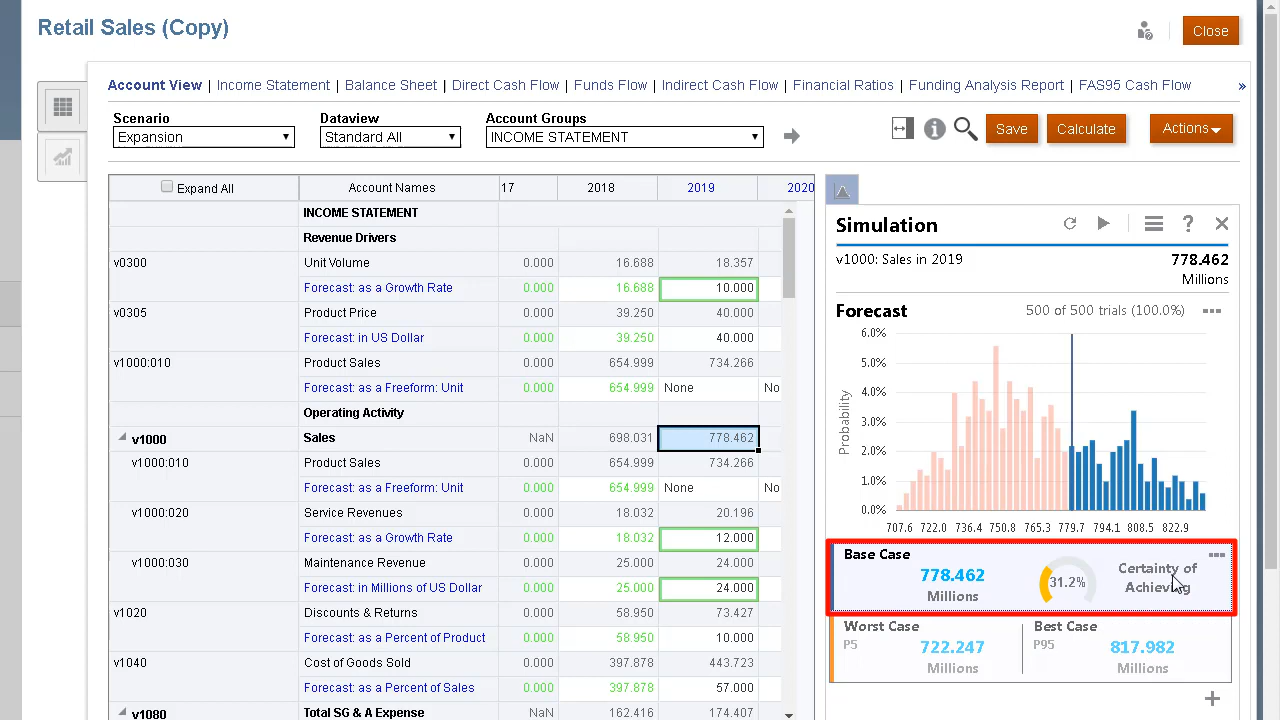 Retail Sales (Copy)
Close
Account View | Income Statement | Balance Sheet | Direct Cash Flow | Funds Flow | Indirect Cash Flow | Financial Ratios | Funding Analysis Report | FAS95 Cash Flow »
Scenario Dataview Account Groups
Expansion Standard All INCOME STATEMENT
Save Calculate Actions
Expand All Account Names 17 2018 2019 2020
INCOME STATEMENT
Revenue Drivers
v0300 Unit Volume 0.000 16.688 18.357
Forecast: as a Growth Rate 0.000 16.688 10.000
v0305 Product Price 0.000 39.250 40.000
Forecast: in US Dollar 0.000 39.250 40.000
v1000:010 Product Sales 0.000 654.999 734.266
Forecast: as a Freeform: Unit 0.000 654.999 None No
Operating Activity
v1000 Sales NaN 698.031 778.462
v1000:010 Product Sales 0.000 654.999 734.266
Forecast: as a Freeform: Unit 0.000 654.999 None No
v1000:020 Service Revenues 0.000 18.032 20.196
Forecast: as a Growth Rate 0.000 18.032 12.000
v1000:030 Maintenance Revenue 0.000 25.000 24.000
Forecast: in Millions of US Dollar 0.000 25.000 24.000
v1020 Discounts & Returns 0.000 58.950 73.427
Forecast: as a Percent of Product 0.000 58.950 10.000
v1040 Cost of Goods Sold 0.000 397.878 443.723
Forecast: as a Percent of Sales 0.000 397.878 57.000
v1080 Total SG & A Expense NaN 162.416 174.407
Simulation ?
v1000: Sales in 2019 778.462
Millions
Forecast 500 of 500 trials (100.0%)
6.0%
5.0%
4.0%
3.0%
2.0%
1.0%
0.0%
Probability
707.6 722.0 736.4 750.8 765.3 779.7 794.1 808.5 822.9
Base Case
778.462
Millions
31.2%
Certainty of
Achieving
Worst Case
P5 722.247
Millions
Best Case
P95 817.982
Millions